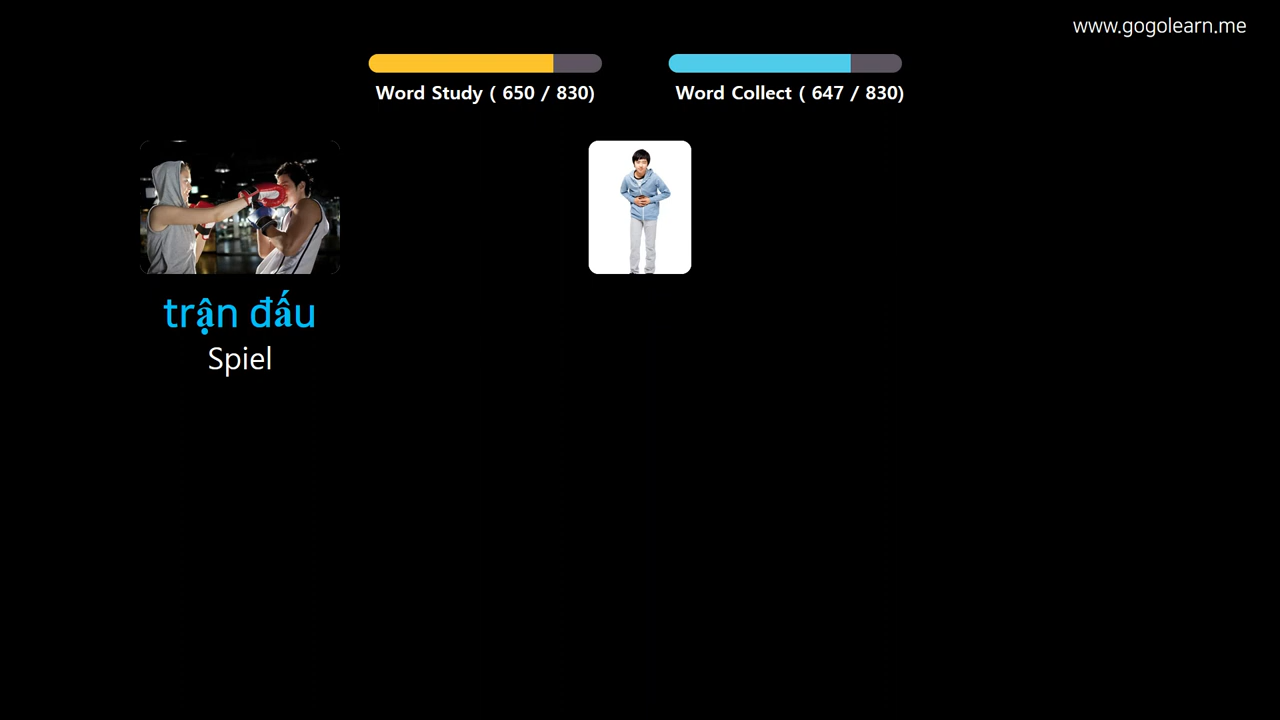 www.gogolearn.me
Word Study ( 650 / 830)
Word Collect ( 647 / 830)
trận đấu
Spiel